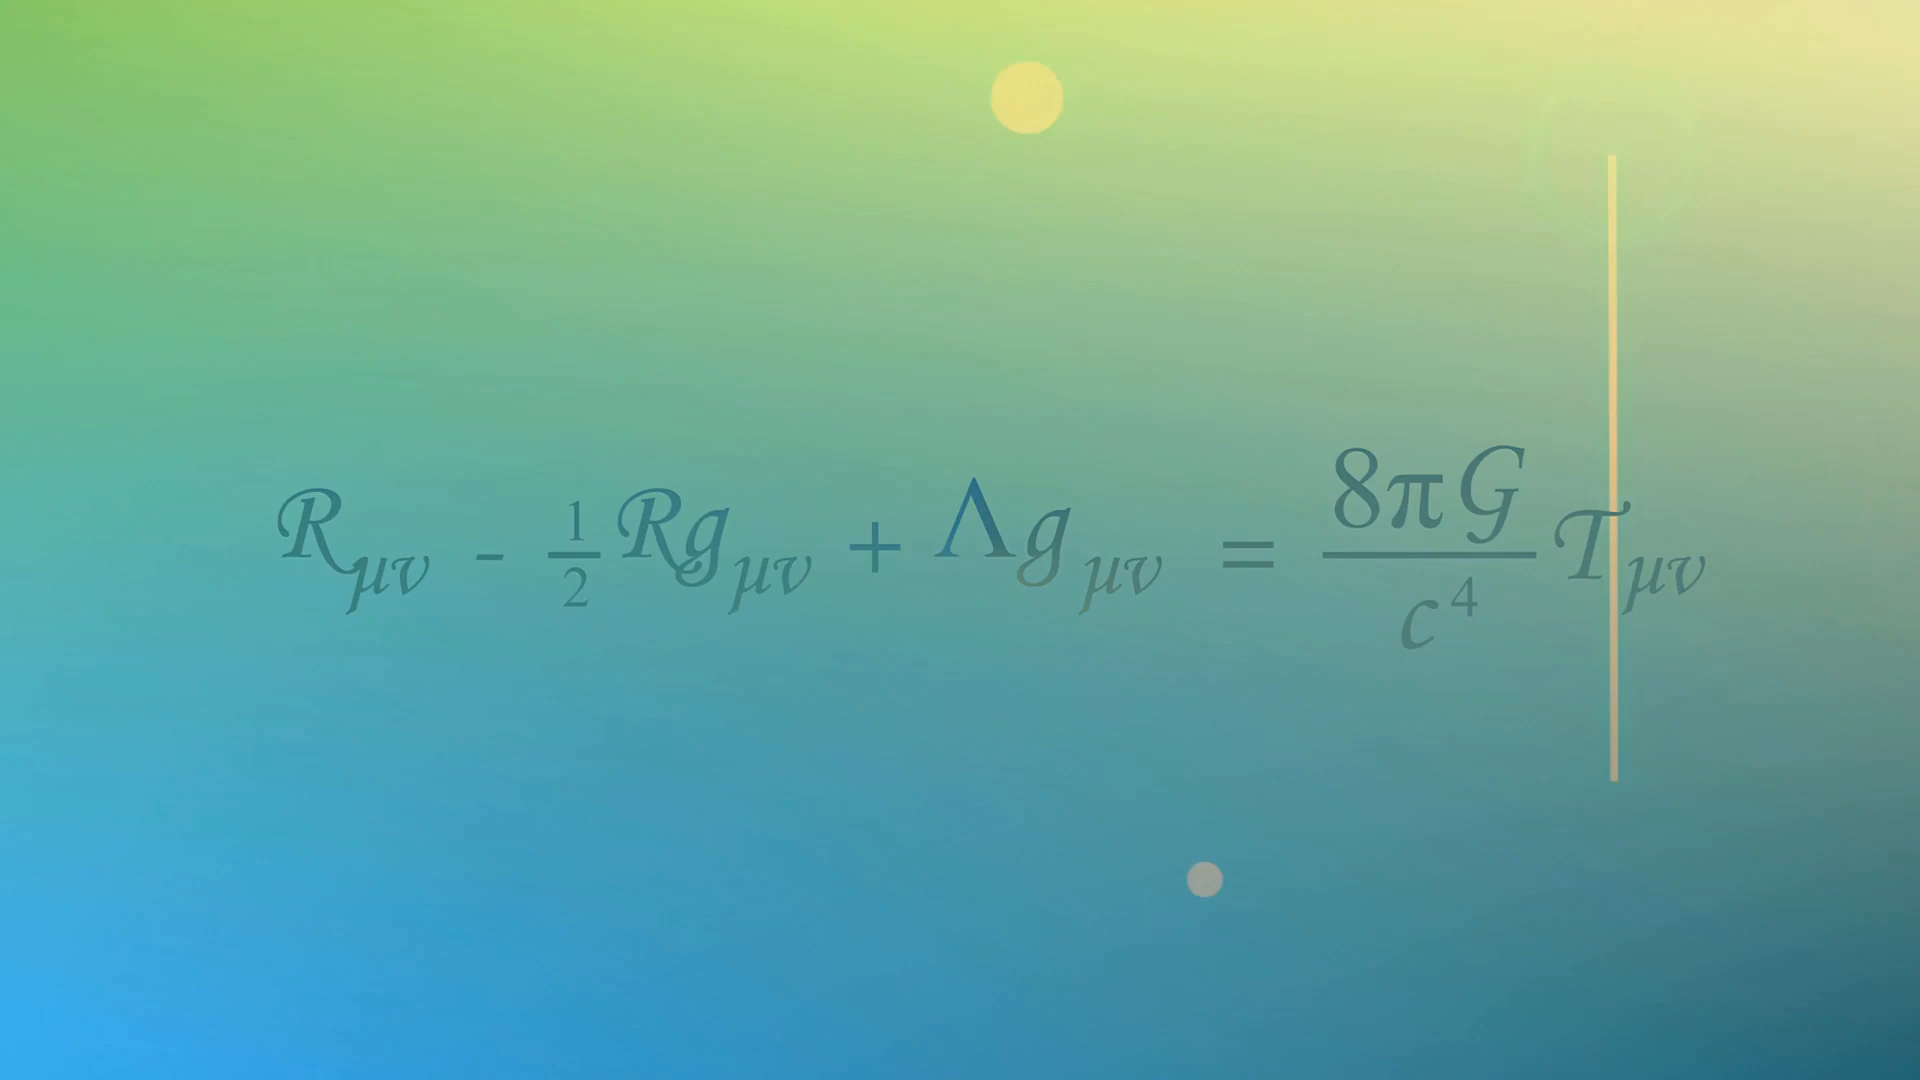 Rμν - ½Rgμν + Λgμν = 8πG/c⁴ Tμν